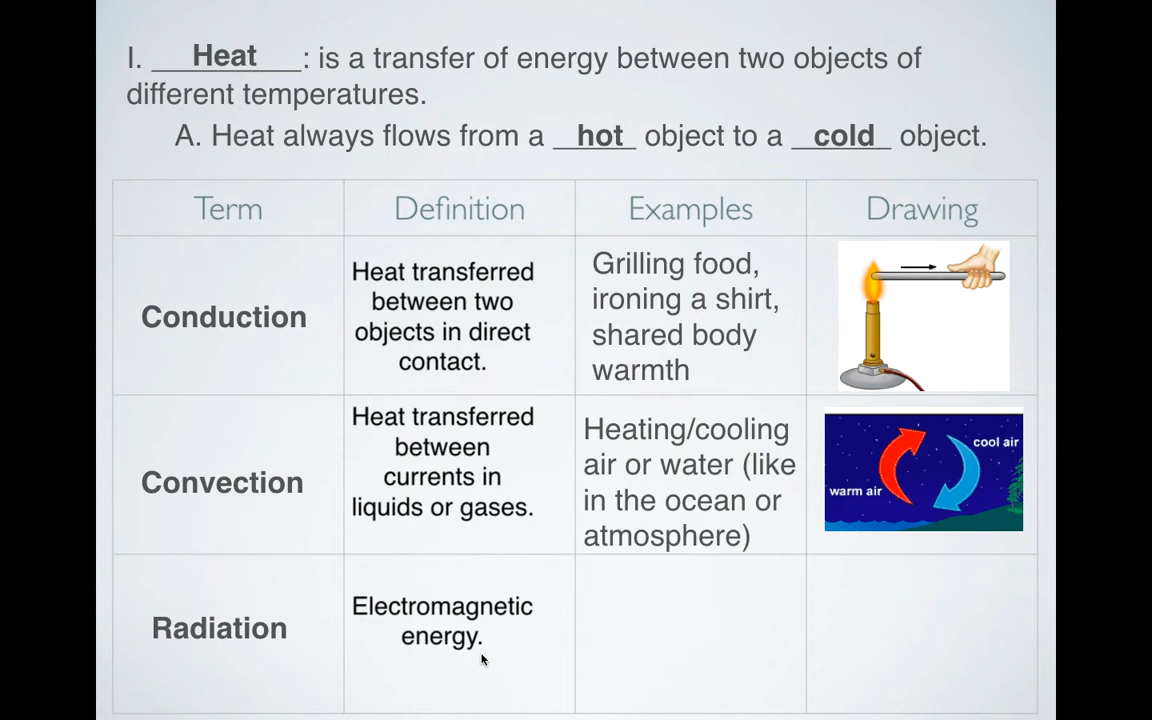 I. __Heat__ : is a transfer of energy between two objects of
different temperatures.
A. Heat always flows from a _hot_ object to a _cold_ object.
Term Definition Examples Drawing
Conduction
Heat transferred
between two
objects in direct
contact.
Grilling food,
ironing a shirt,
shared body
warmth
Convection
Heat transferred
between
currents in
liquids or gases.
Heating/cooling
air or water (like
in the ocean or
atmosphere)
cool air
warm air
Radiation
Electromagnetic
energy.